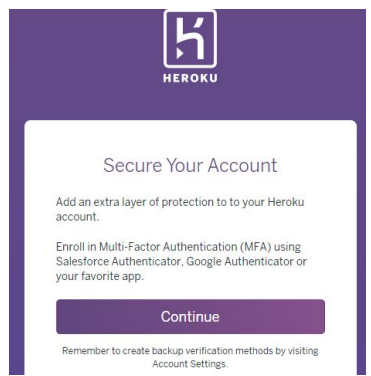 HEROKU
Secure Your Account
Add an extra layer of protection to to your Heroku
account.
Enroll in Multi-Factor Authentication (MFA) using
Salesforce Authenticator, Google Authenticator or
your favorite app.
Continue
Remember to create backup verification methods by visiting
Account Settings.